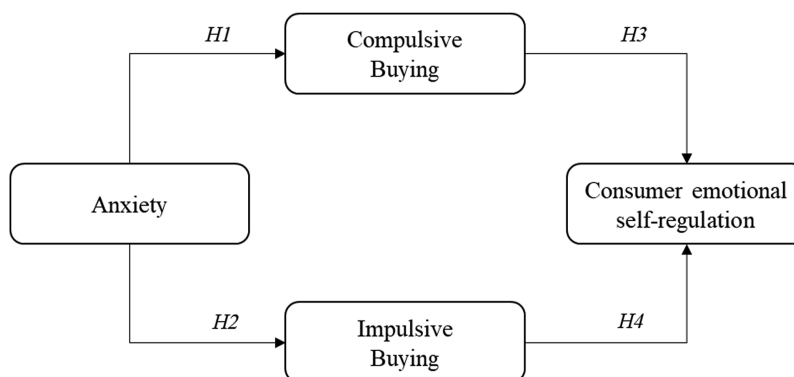 H1
Compulsive
Buying
H3
Anxiety
Consumer emotional
self-regulation
H2
Impulsive
Buying
H4